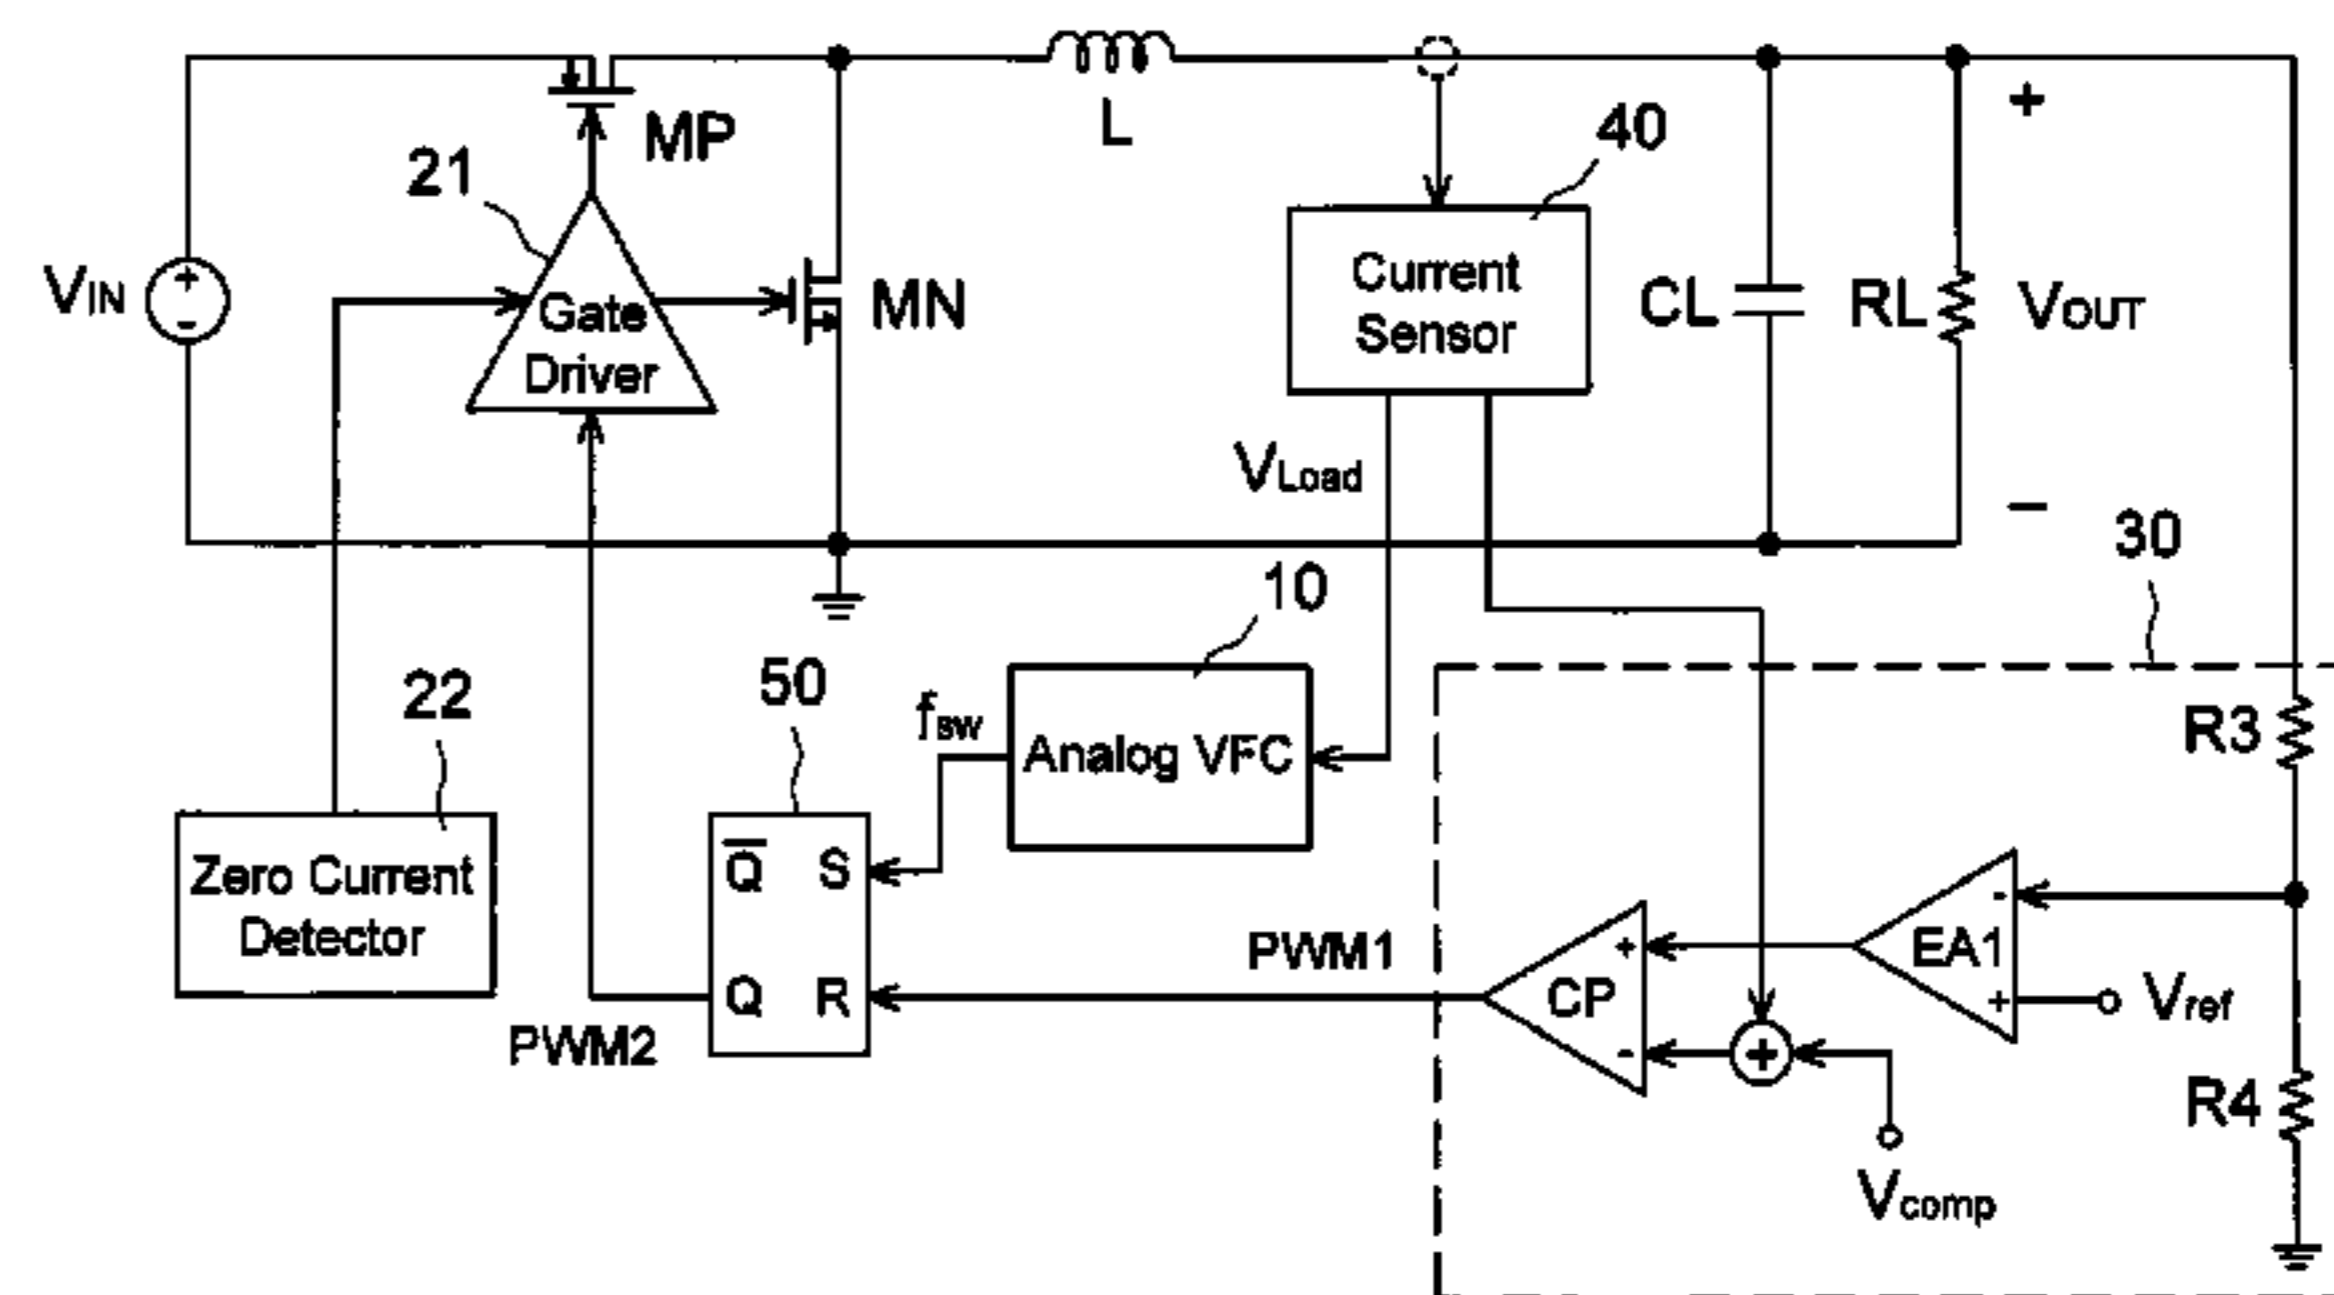 MP
L
40
21
Current
Sensor
+
VIN
+
-
Gate
Driver
MN
CL
RL
VOUT
VLoad
–
30
10
50
22
fsw
Analog VFC
R3
Zero Current
Detector
Q̅ S
Q R
PWM1
PWM2
CP
+
-
EA1
-
+
Vref
+
R4
Vcomp